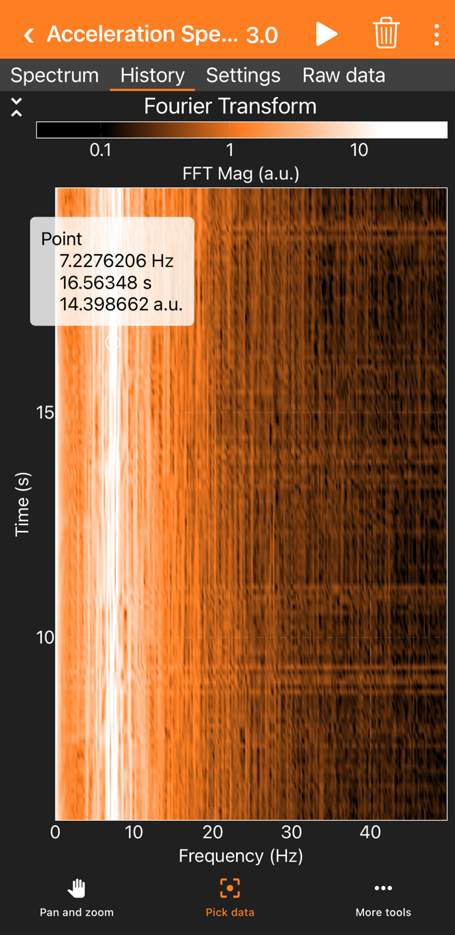 Acceleration Spe... 3.0
Spectrum History Settings Raw data
Fourier Transform
0.1 1 10
FFT Mag (a.u.)
Point
7.2276206 Hz
16.56348 s
14.398662 a.u.
15
Time (s)
10
0 10 20 30 40
Frequency (Hz)
Pan and zoom Pick data More tools